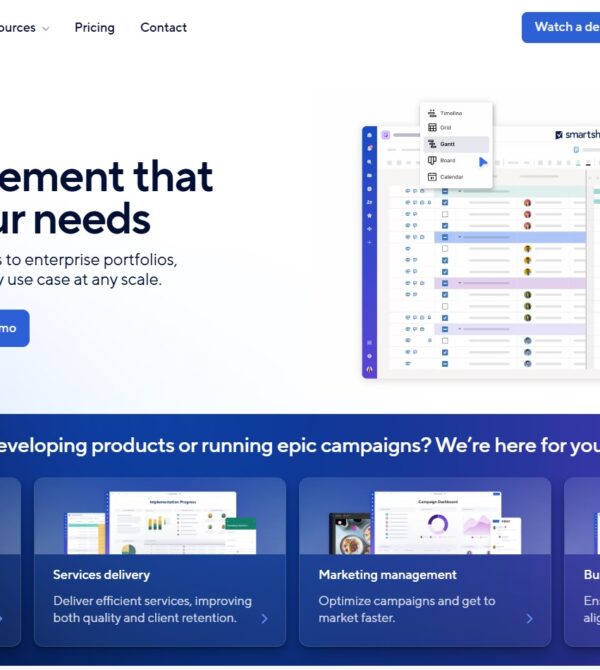 ources Pricing Contact
Watch a de
ement that
ur needs
s to enterprise portfolios,
y use case at any scale.
mo
Timeline
Grid
Gantt
Board
Calendar
smartsh
eveloping products or running epic campaigns? We’re here for you
Implementation Progress
Services delivery
Deliver efficient services, improving
both quality and client retention.
Campaign Dashboard
Marketing management
Optimize campaigns and get to
market faster.
Bu
Ens
alig